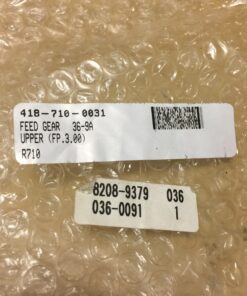 418-710-0031
FEED GEAR 36-9A
UPPER (FP.3.00)
R710
8208-9379 036
036-0091 1